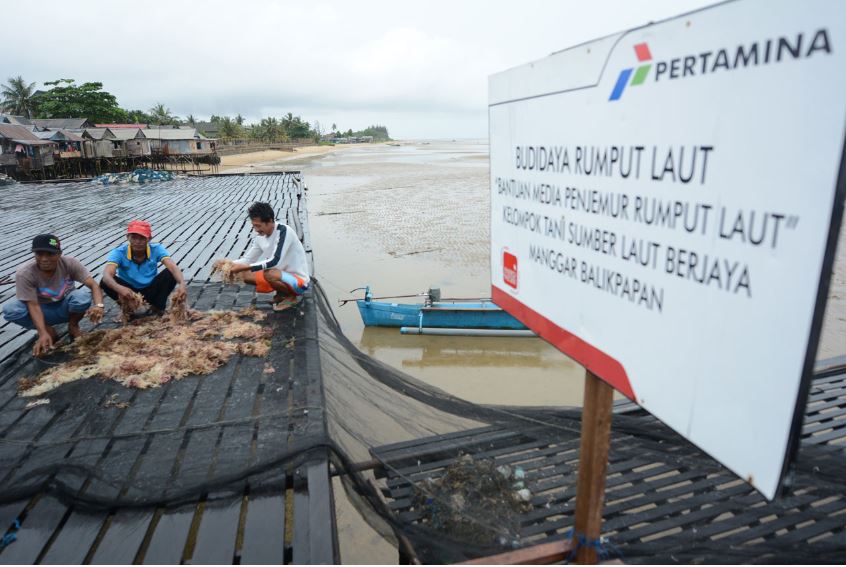 PERTAMINA
BUDIDAYA RUMPUT LAUT
"BANTUAN MEDIA PENJEMUR RUMPUT LAUT"
KELOMPOK TANI SUMBER LAUT BERJAYA
MANGGAR BALIKPAPAN